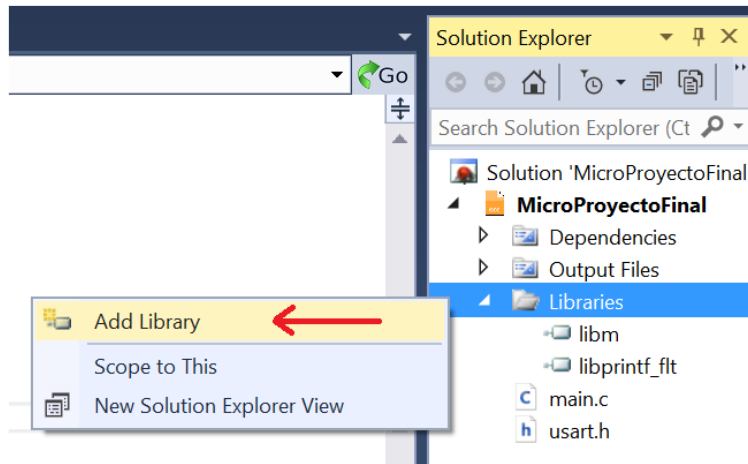 Solution Explorer
Go
Search Solution Explorer (Ct
Solution 'MicroProyectoFinal
MicroProyectoFinal
Dependencies
Output Files
Libraries
libm
libprintf_flt
main.c
usart.h
Add Library
Scope to This
New Solution Explorer View